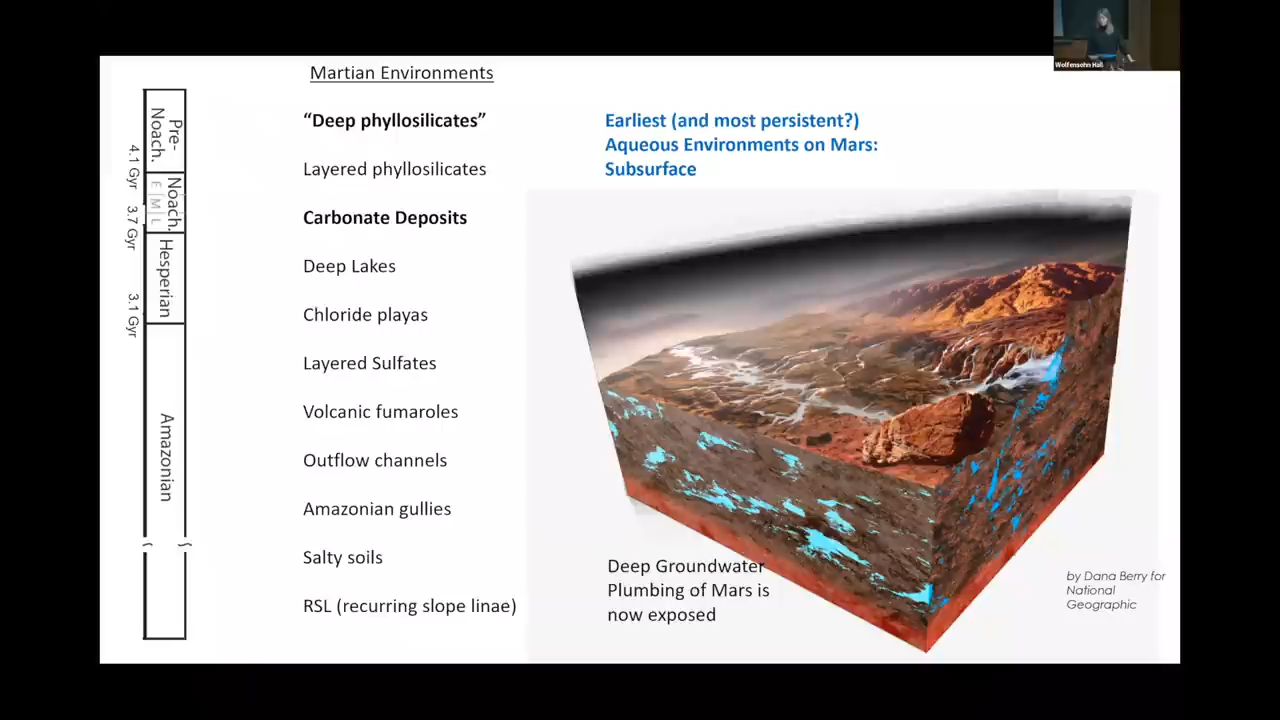 Wolfensohn Hall
Martian Environments
Pre-
Noach.
4.1 Gyr
Noach.
E | M | L
3.7 Gyr
Hesperian
3.1 Gyr
Amazonian
“Deep phyllosilicates”
Layered phyllosilicates
Carbonate Deposits
Deep Lakes
Chloride playas
Layered Sulfates
Volcanic fumaroles
Outflow channels
Amazonian gullies
Salty soils
RSL (recurring slope linae)
Earliest (and most persistent?)
Aqueous Environments on Mars:
Subsurface
Deep Groundwater
Plumbing of Mars is
now exposed
by Dana Berry for
National
Geographic